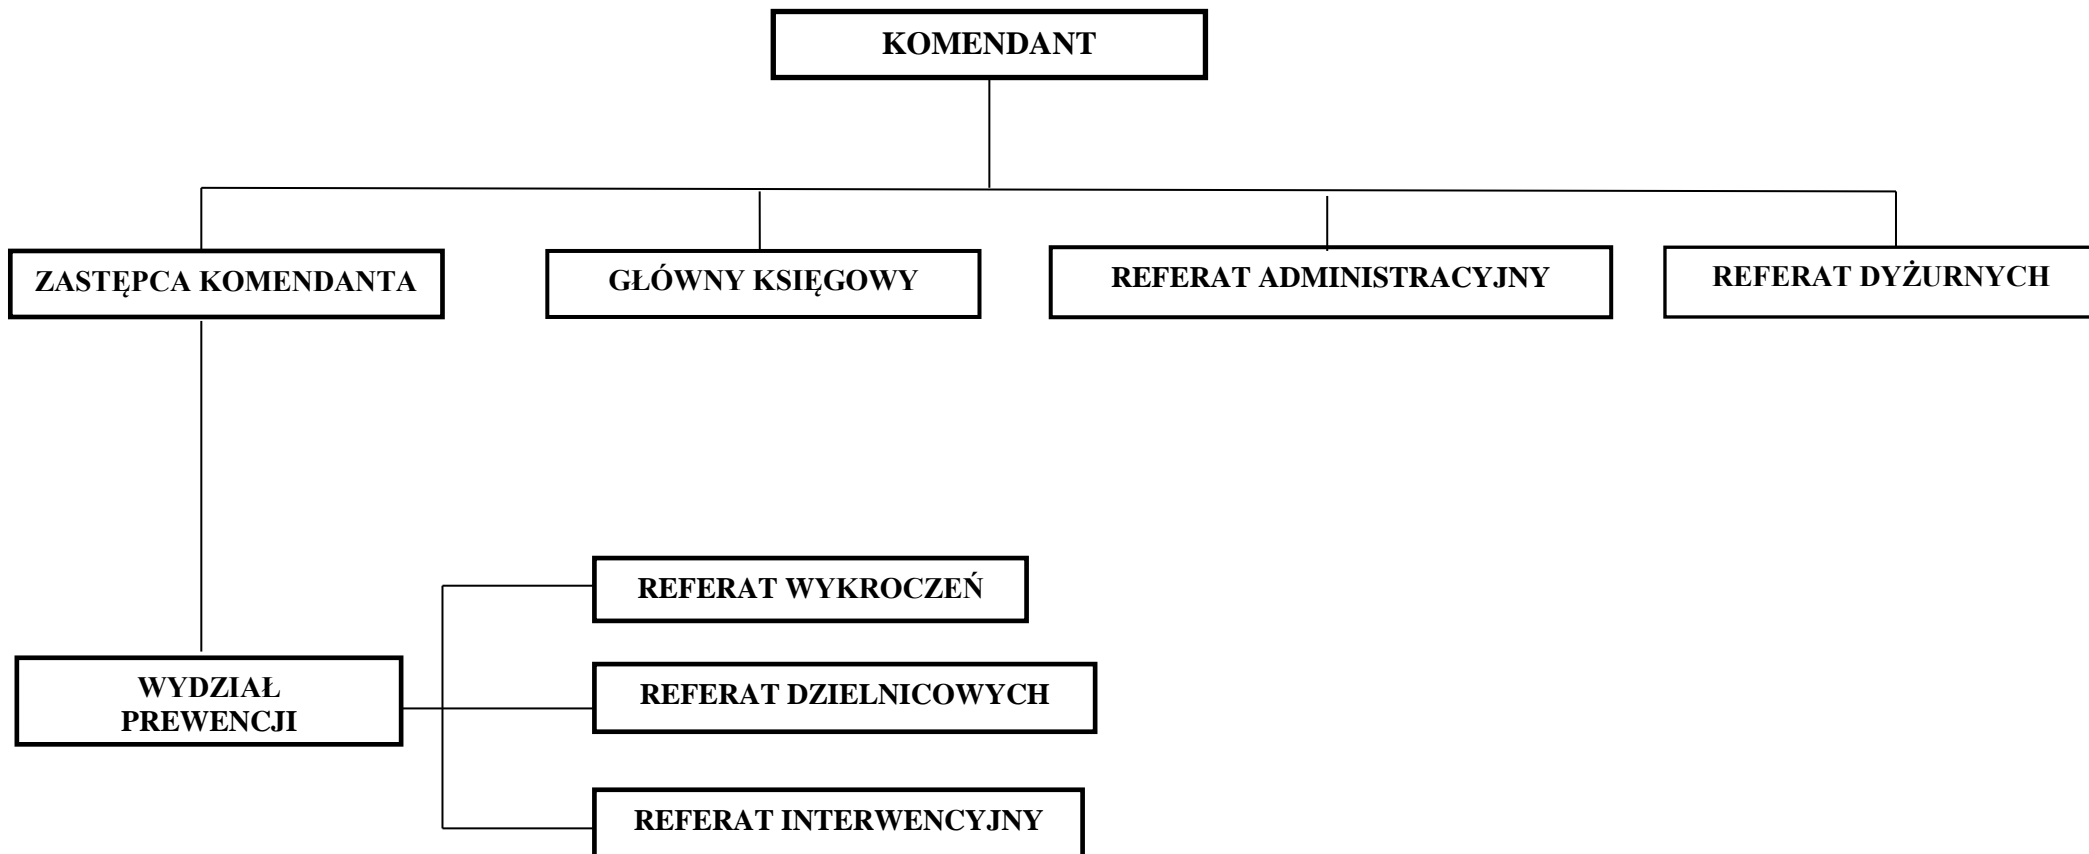 KOMENDANT
ZASTĘPCA KOMENDANTA
GŁÓWNY KSIĘGOWY
REFERAT ADMINISTRACYJNY
REFERAT DYŻURNYCH
REFERAT WYKROCZEŃ
WYDZIAŁ
PREWENCJI
REFERAT DZIELNICOWYCH
REFERAT INTERWENCYJNY